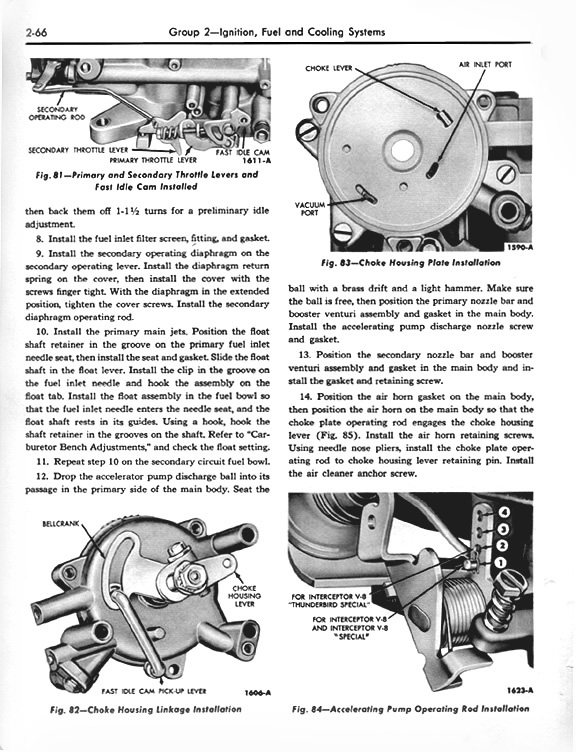 2-66
Group 2—Ignition, Fuel and Cooling Systems
SECONDARY
OPERATING ROD
SECONDARY THROTTLE LEVER
FAST IDLE CAM
PRIMARY THROTTLE LEVER
1611-A
Fig. 81—Primary and Secondary Throttle Levers and
Fast Idle Cam Installed
then back them off 1-1½ turns for a preliminary idle
adjustment.
8. Install the fuel inlet filter screen, fitting, and gasket.
9. Install the secondary operating diaphragm on the
secondary operating lever. Install the diaphragm return
spring on the cover, then install the cover with the
screws finger tight. With the diaphragm in the extended
position, tighten the cover screws. Install the secondary
diaphragm operating rod.
10. Install the primary main jets. Position the float
shaft retainer in the groove on the primary fuel inlet
needle seat, then install the seat and gasket. Slide the float
shaft in the float lever. Install the clip in the groove on
the fuel inlet needle and hook the assembly on the
float tab. Install the float assembly in the fuel bowl so
that the fuel inlet needle enters the needle seat, and the
float shaft rests in its guides. Using a hook, hook the
shaft retainer in the grooves on the shaft. Refer to "Car-
buretor Bench Adjustments," and check the float setting.
11. Repeat step 10 on the secondary circuit fuel bowl.
12. Drop the accelerator pump discharge ball into its
passage in the primary side of the main body. Seat the
BELLCRANK
CHOKE
HOUSING
LEVER
FAST IDLE CAM PICK-UP LEVER
1606-A
Fig. 82—Choke Housing Linkage Installation
CHOKE LEVER
AIR INLET PORT
VACUUM
PORT
1590-A
Fig. 83—Choke Housing Plate Installation
ball with a brass drift and a light hammer. Make sure
the ball is free, then position the primary nozzle bar and
booster venturi assembly and gasket in the main body.
Install the accelerating pump discharge nozzle screw
and gasket.
13. Position the secondary nozzle bar and booster
venturi assembly and gasket in the main body and in-
stall the gasket and retaining screw.
14. Position the air horn gasket on the main body,
then position the air horn on the main body so that the
choke plate operating rod engages the choke housing
lever (Fig. 85). Install the air horn retaining screws.
Using needle nose pliers, install the choke plate oper-
ating rod to choke housing lever retaining pin. Install
the air cleaner anchor screw.
4
3
2
1
FOR INTERCEPTOR V-8
"THUNDERBIRD SPECIAL"
FOR INTERCEPTOR V-8
AND INTERCEPTOR V-8
"SPECIAL"
1623-A
Fig. 84—Accelerating Pump Operating Rod Installation